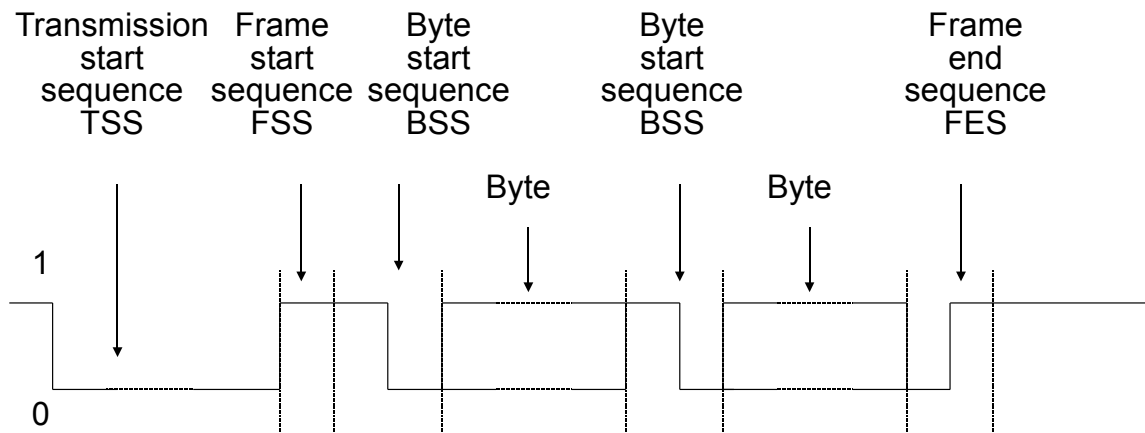 Transmission
start
sequence
TSS
Frame
start
sequence
FSS
Byte
start
sequence
BSS
Byte
start
sequence
BSS
Frame
end
sequence
FES
Byte
Byte
1
0